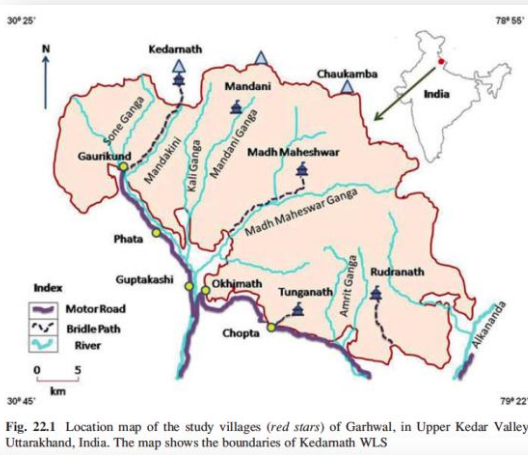 30° 25'
78° 55'
N
Kedarnath
Mandani
Chaukamba
India
Sone Ganga
Gaurikund
Mandakini
Kali Ganga
Mandani Ganga
Madh Maheshwar
Madh Maheswar Ganga
Phata
Guptakashi
Okhimath
Tunganath
Amrit Ganga
Rudranath
Chopta
Alkananda
Index
Motor Road
Bridle Path
River
0 5
km
30° 45'
79° 22'
Fig. 22.1 Location map of the study villages (red stars) of Garhwal, in Upper Kedar Valley
Uttarakhand, India. The map shows the boundaries of Kedarnath WLS